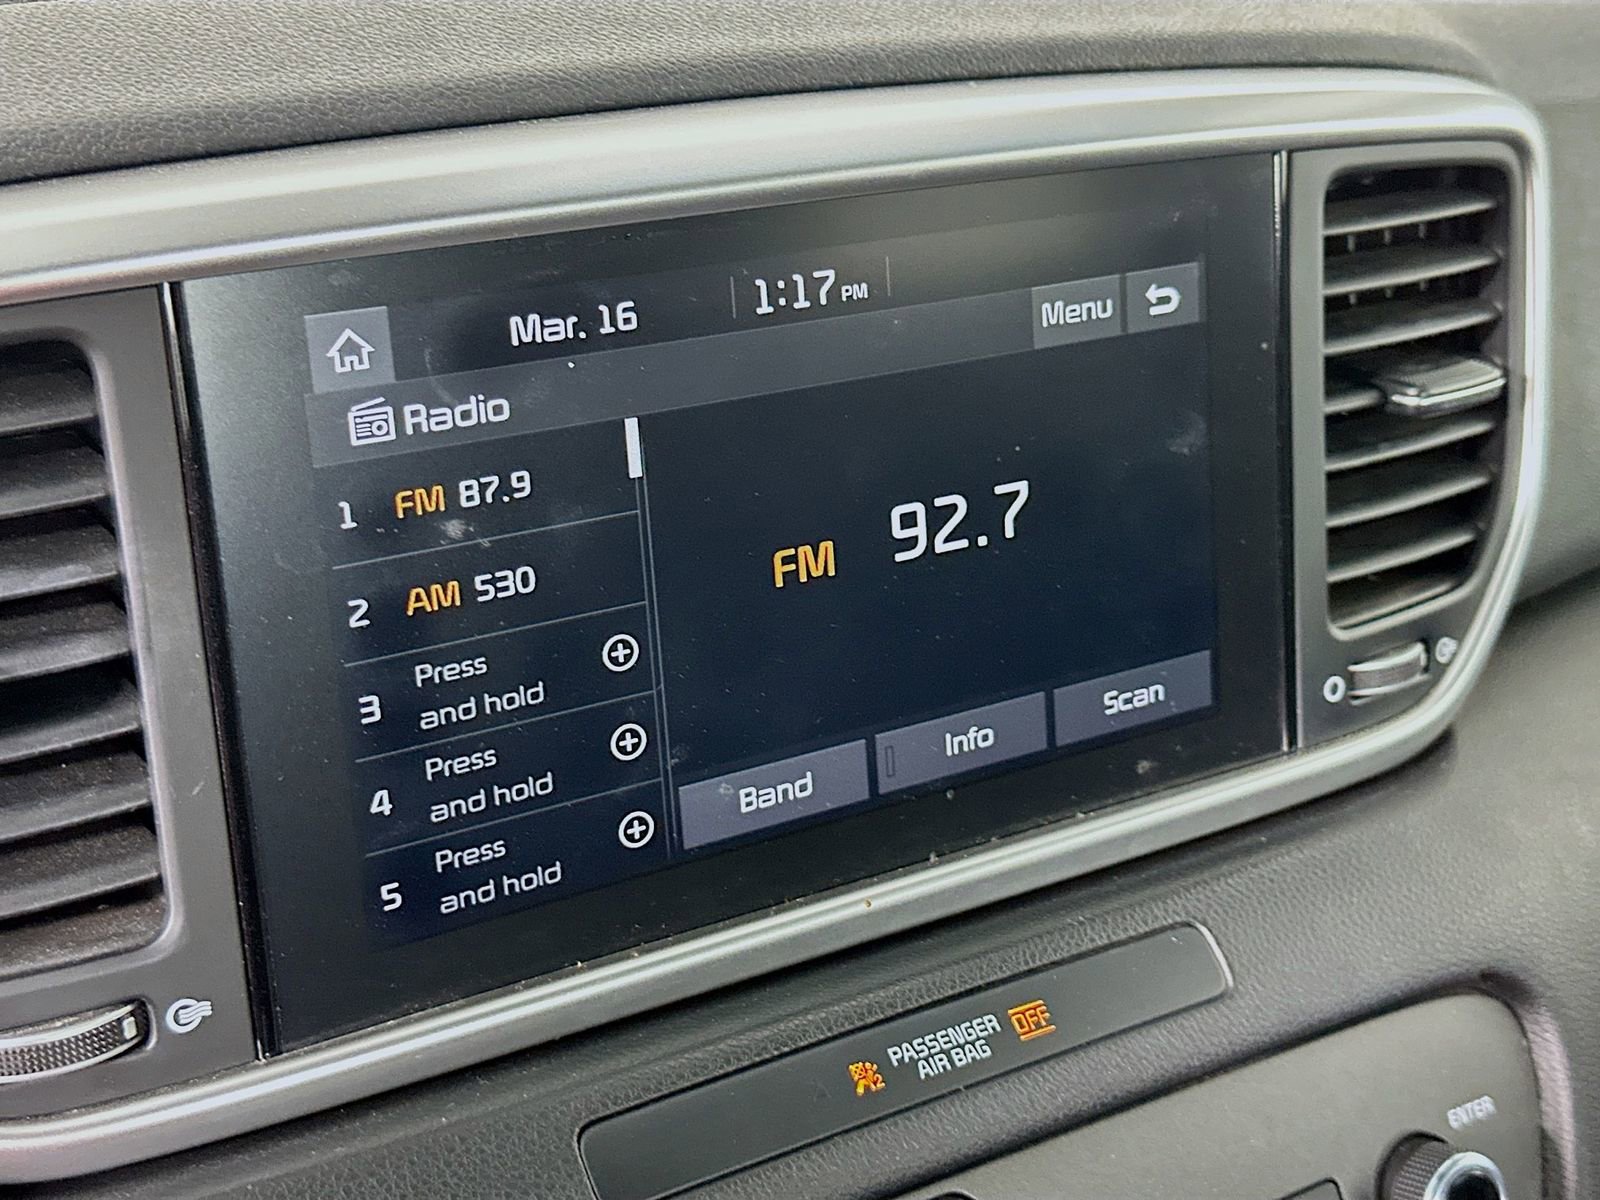 Mar. 16
1:17 PM
Menu
Radio
1 FM 87.9
2 AM 530
3 Press
and hold
4 Press
and hold
5 Press
and hold
FM 92.7
Band
Info
Scan
PASSENGER
AIR BAG
OFF
2
ENTER